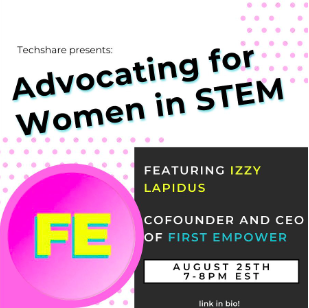 Techshare presents:
Advocating for
Women in STEM
FEATURING IZZY
LAPIDUS
COFOUNDER AND CEO
OF FIRST EMPOWER
FE
AUGUST 25TH
7-8PM EST
link in bio!